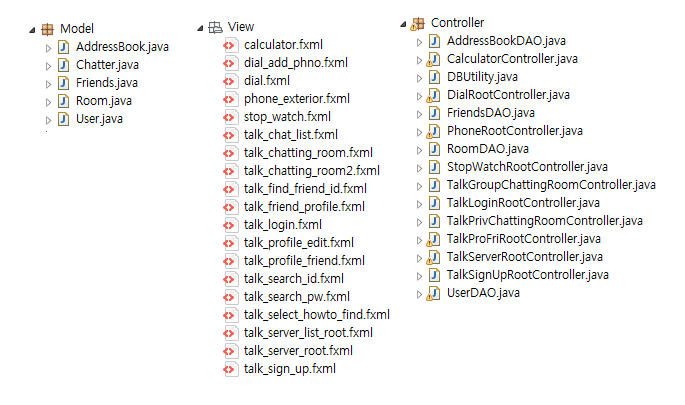 Model
AddressBook.java
Chatter.java
Friends.java
Room.java
User.java
View
calculator.fxml
dial_add_phno.fxml
dial.fxml
phone_exterior.fxml
stop_watch.fxml
talk_chat_list.fxml
talk_chatting_room.fxml
talk_chatting_room2.fxml
talk_find_friend_id.fxml
talk_friend_profile.fxml
talk_login.fxml
talk_profile_edit.fxml
talk_profile_friend.fxml
talk_search_id.fxml
talk_search_pw.fxml
talk_select_howto_find.fxml
talk_server_list_root.fxml
talk_server_root.fxml
talk_sign_up.fxml
Controller
AddressBookDAO.java
CalculatorController.java
DBUtility.java
DialRootController.java
FriendsDAO.java
PhoneRootController.java
RoomDAO.java
StopWatchRootController.java
TalkGroupChattingRoomController.java
TalkLoginRootController.java
TalkPrivChattingRoomController.java
TalkProFriRootController.java
TalkServerRootController.java
TalkSignUpRootController.java
UserDAO.java